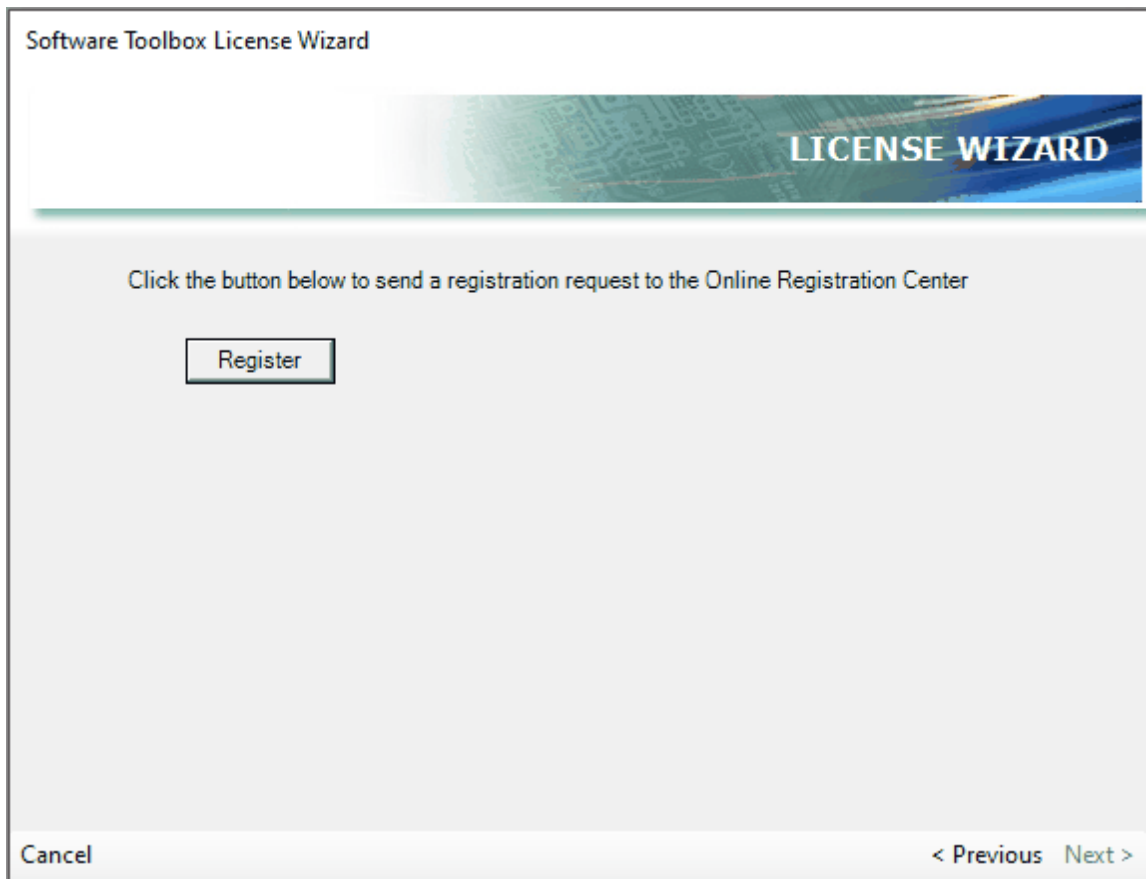 Software Toolbox License Wizard
LICENSE WIZARD
Click the button below to send a registration request to the Online Registration Center
Register
Cancel
< Previous Next >